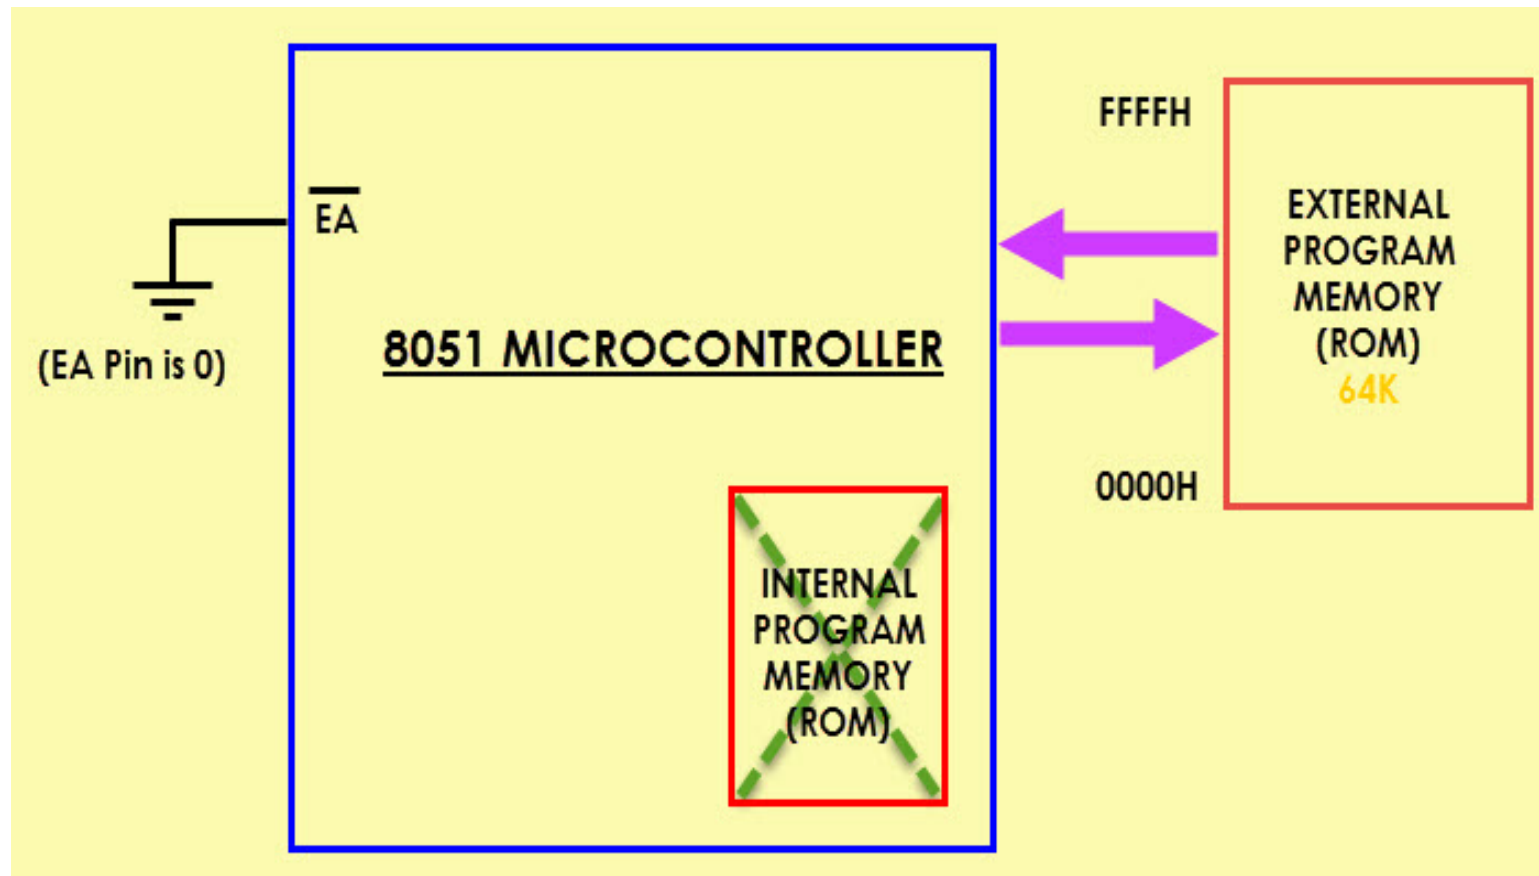 FFFFH
EXTERNAL
PROGRAM
MEMORY
(ROM)
64K
EA
(EA Pin is 0)
8051 MICROCONTROLLER
0000H
INTERNAL
PROGRAM
MEMORY
(ROM)